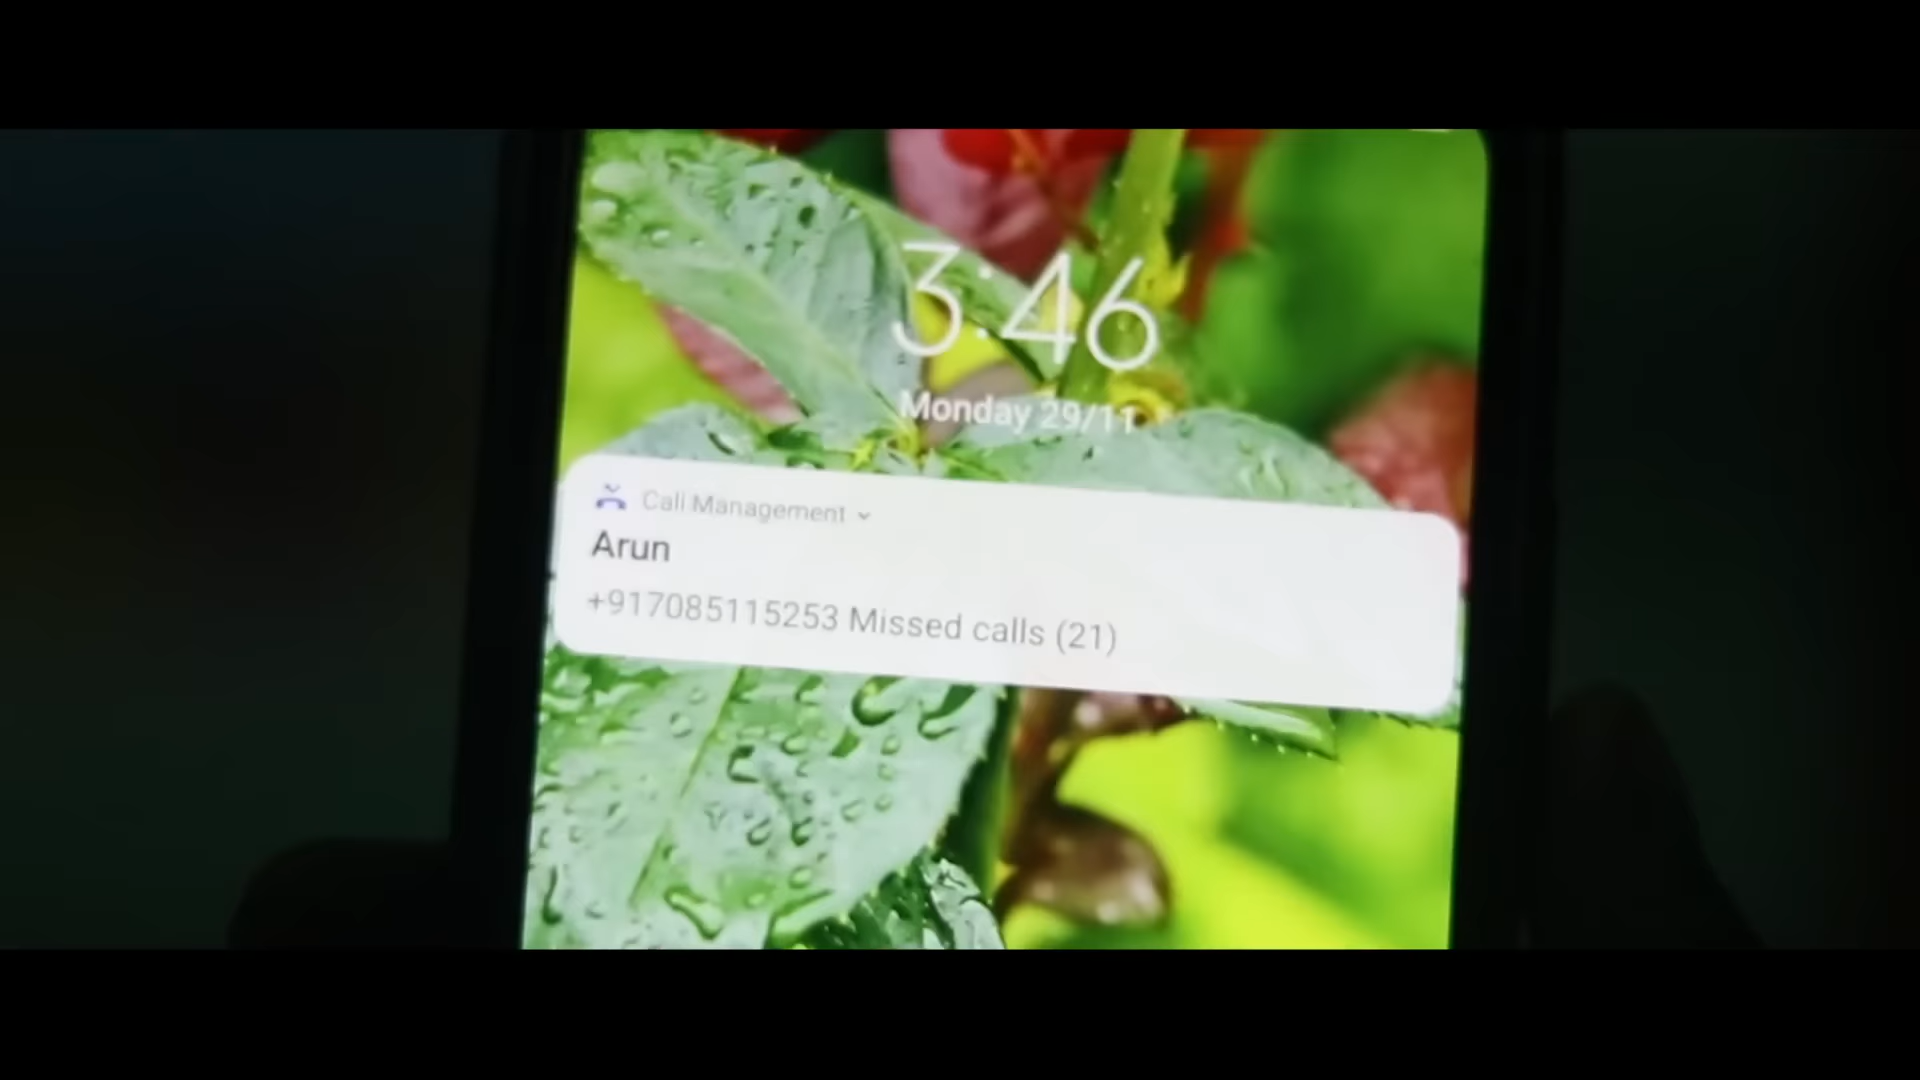 3:46
Monday 29/11
Call Management
Arun
+917085115253 Missed calls (21)